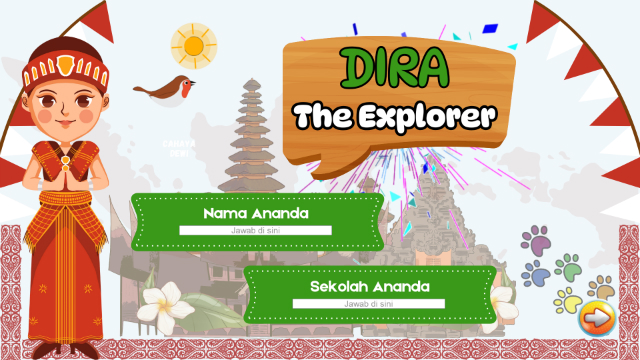 DIRA
The Explorer
Nama Ananda
Jawab di sini
Sekolah Ananda
Jawab di sini